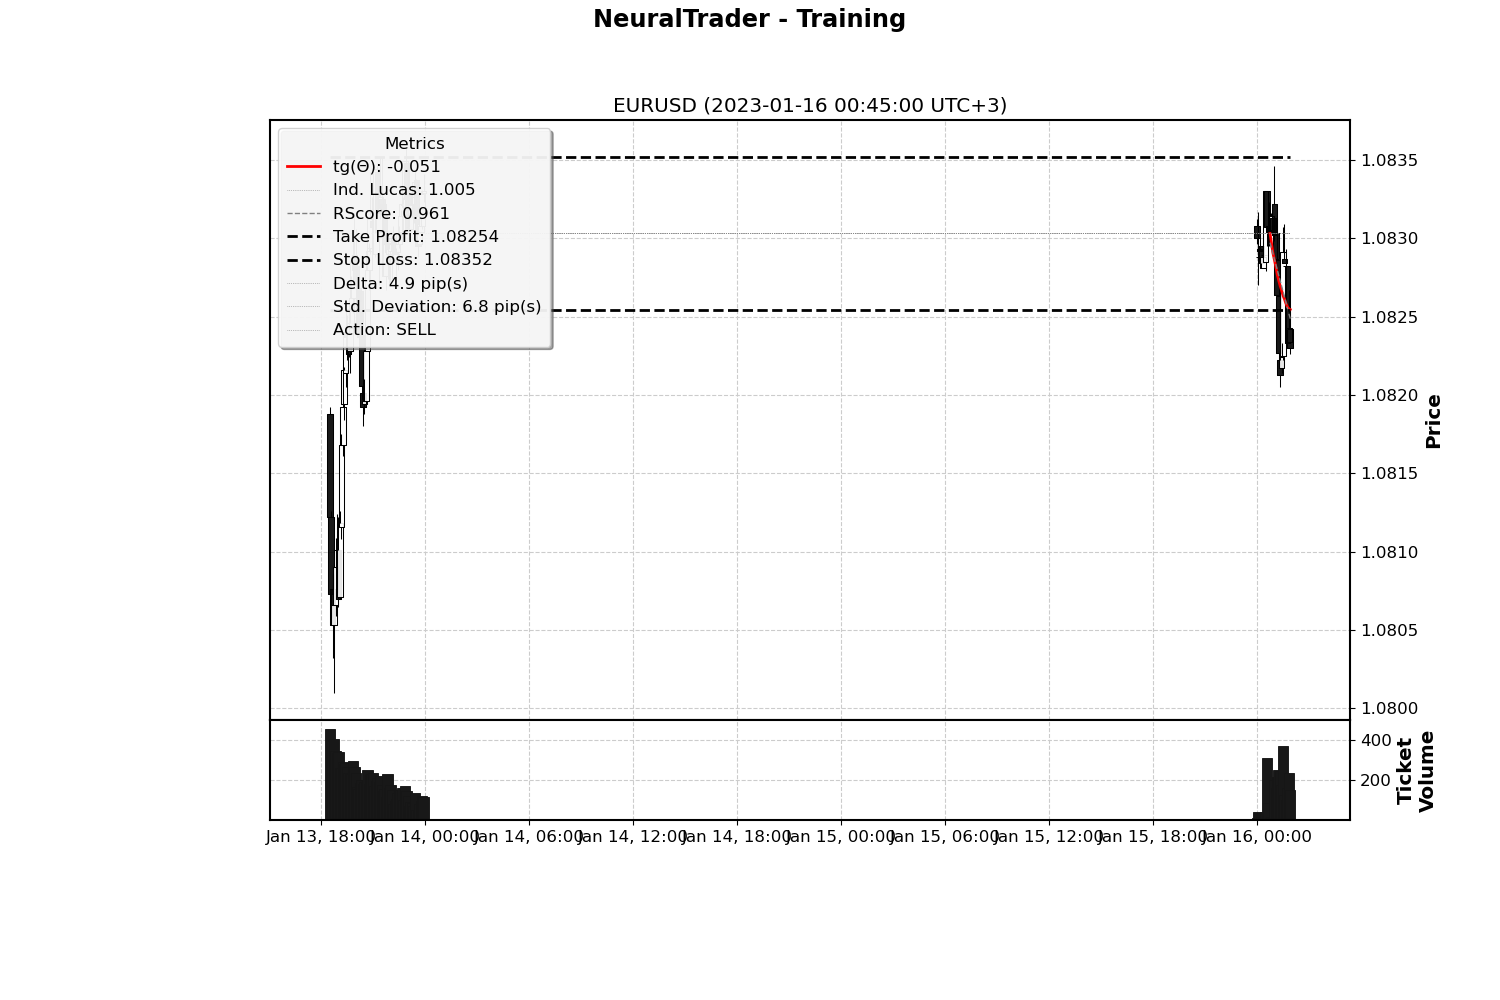 NeuralTrader - Training
EURUSD (2023-01-16 00:45:00 UTC+3)
Metrics
tg(Θ): -0.051
Ind. Lucas: 1.005
RScore: 0.961
Take Profit: 1.08254
Stop Loss: 1.08352
Delta: 4.9 pip(s)
Std. Deviation: 6.8 pip(s)
Action: SELL
1.0835
1.0830
1.0825
1.0820
1.0815
1.0810
1.0805
1.0800
Price
400
200
Ticket
Volume
Jan 13, 18:00
Jan 14, 00:00
Jan 14, 06:00
Jan 14, 12:00
Jan 14, 18:00
Jan 15, 00:00
Jan 15, 06:00
Jan 15, 12:00
Jan 15, 18:00
Jan 16, 00:00